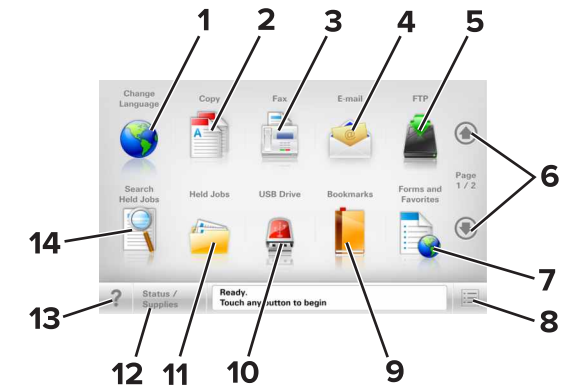 1 2 3 4 5
Change
Language
Copy
Fax
E-mail
FTP
6
Page
1 / 2
Search
Held Jobs
Held Jobs
USB Drive
Bookmarks
Forms and
Favorites
14
7
?
Status /
Supplies
Ready.
Touch any button to begin
8
13
12 11 10 9